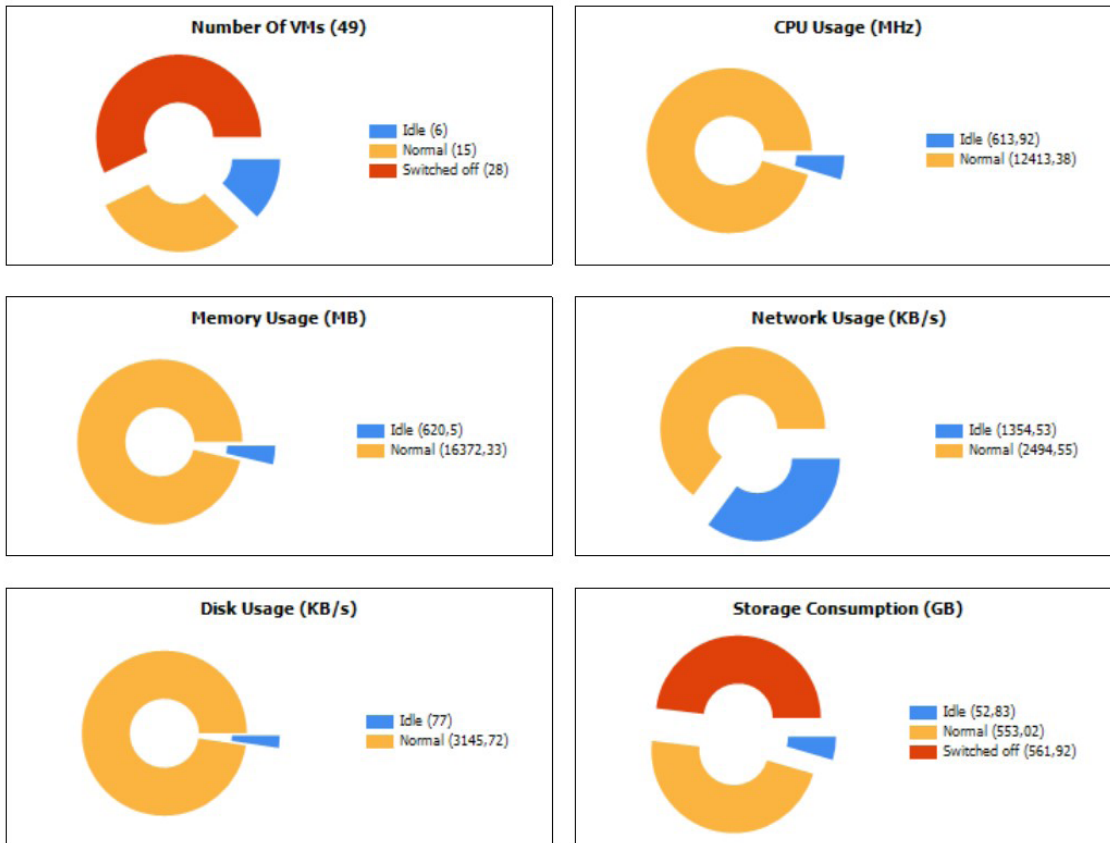 Number Of VMs (49)
Idle (6)
Normal (15)
Switched off (28)
CPU Usage (MHz)
Idle (613,92)
Normal (12413,38)
Memory Usage (MB)
Idle (620,5)
Normal (16372,33)
Network Usage (KB/s)
Idle (1354,53)
Normal (2494,55)
Disk Usage (KB/s)
Idle (77)
Normal (3145,72)
Storage Consumption (GB)
Idle (52,83)
Normal (553,02)
Switched off (561,92)